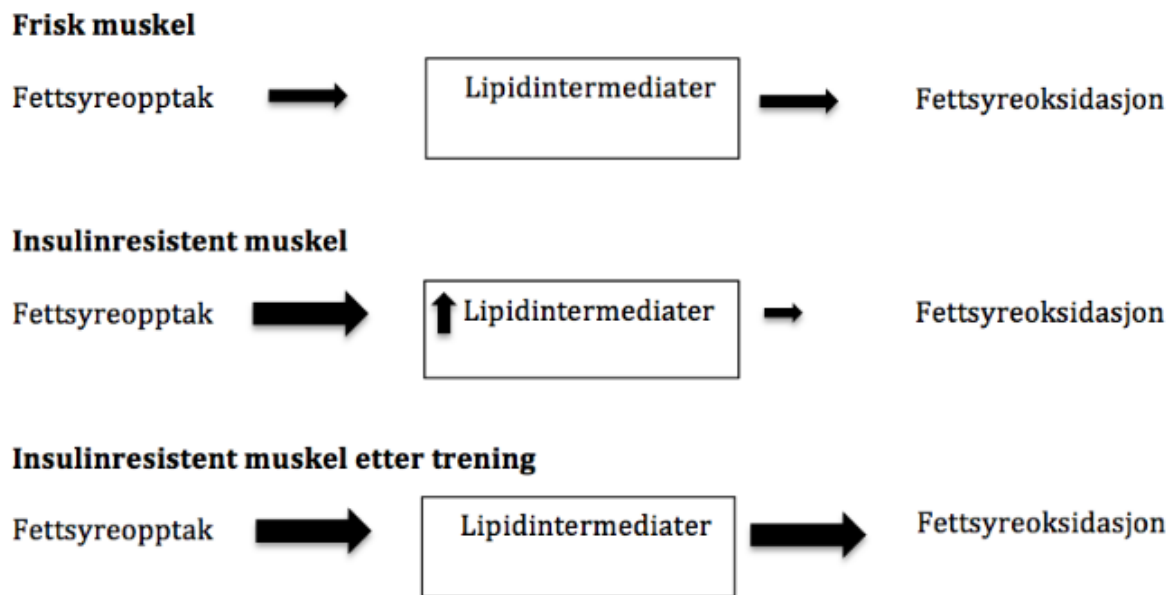 Frisk muskel
Fettsyreopptak Lipidintermediater Fettsyreoksidasjon
Insulinresistent muskel
Fettsyreopptak Lipidintermediater Fettsyreoksidasjon
Insulinresistent muskel etter trening
Fettsyreopptak Lipidintermediater Fettsyreoksidasjon